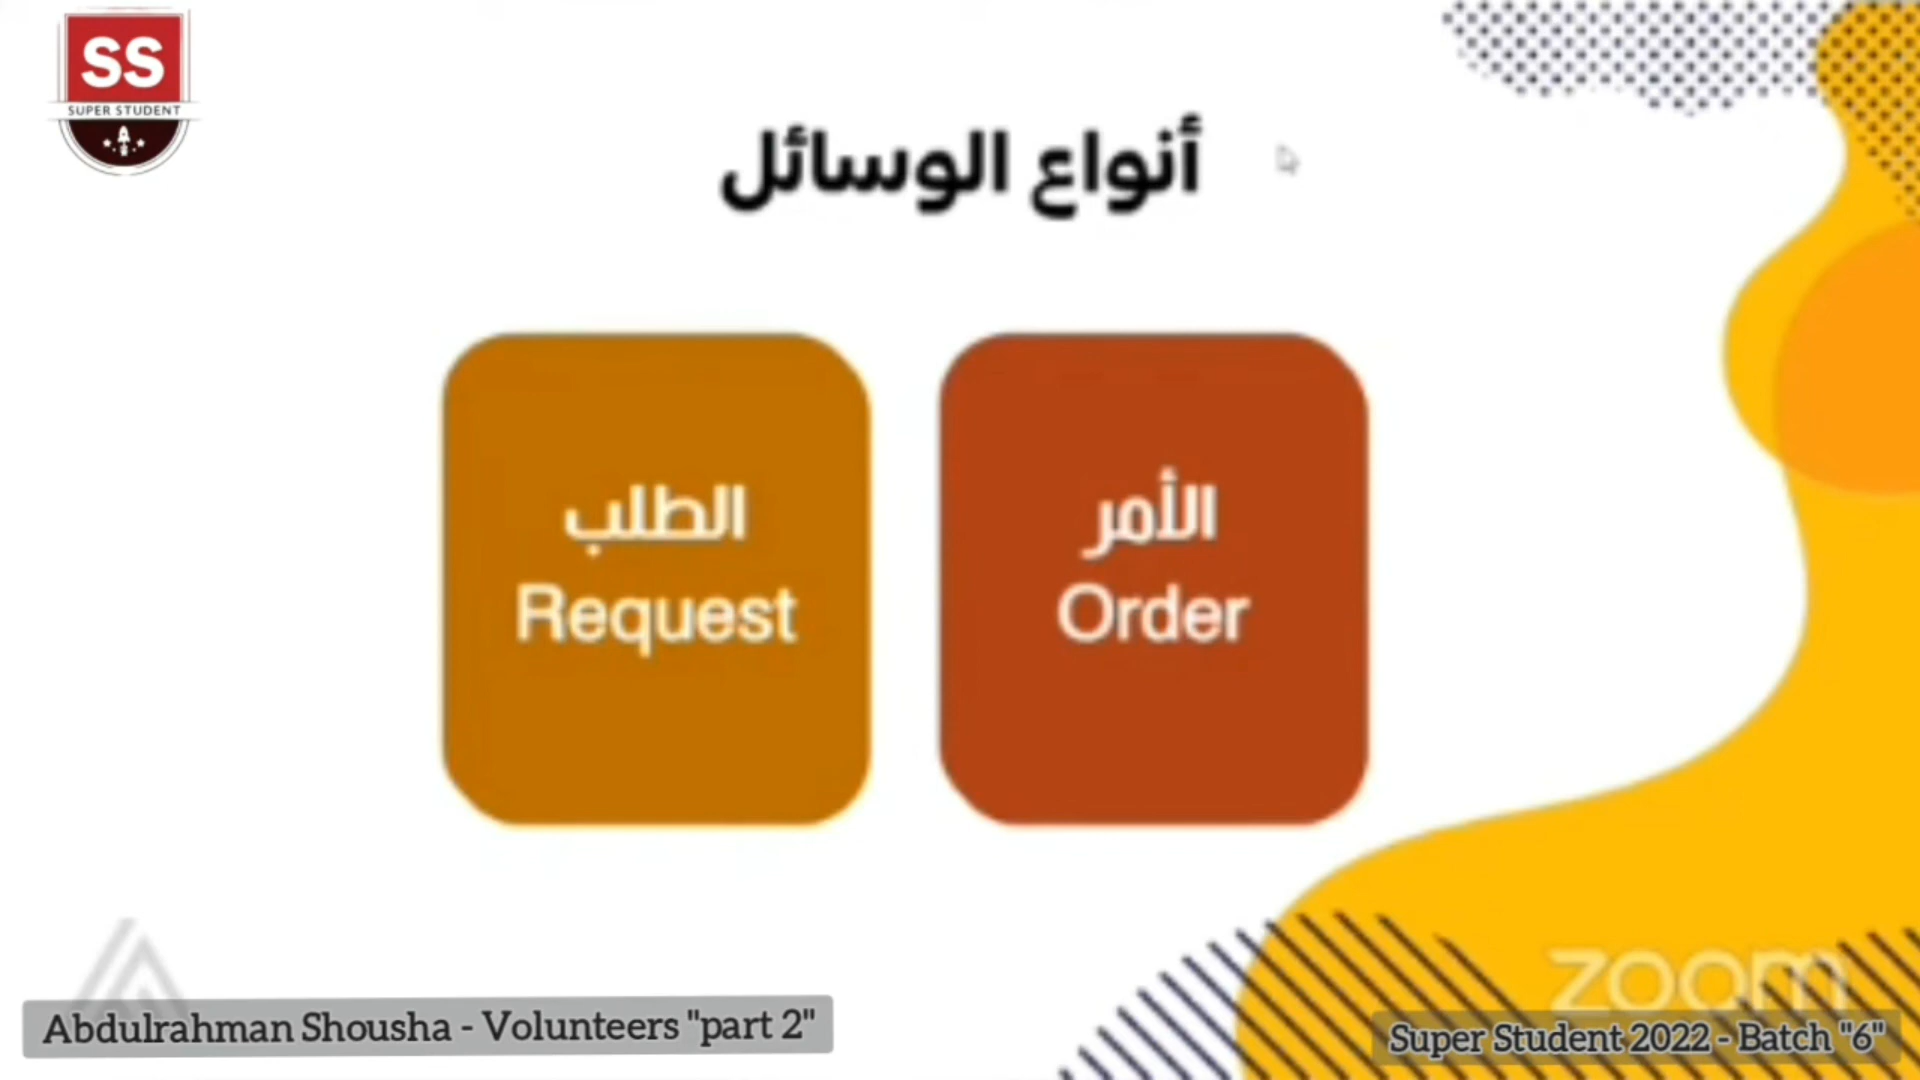 SS
SUPER STUDENT
أنواع الوسائل
الأمر
Order
الطلب
Request
zoom
Abdulrahman Shousha - Volunteers "part 2"
Super Student 2022 - Batch "6"